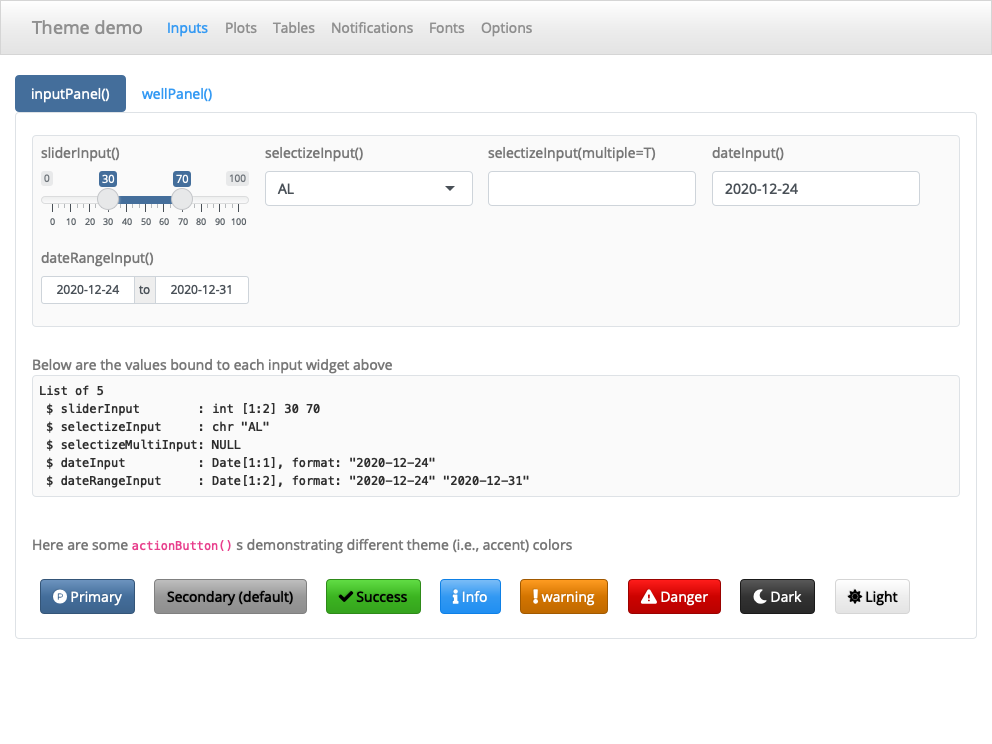 Theme demo Inputs Plots Tables Notifications Fonts Options
inputPanel() wellPanel()
sliderInput() selectizeInput() selectizeInput(multiple=T) dateInput()
0 30 70 100
AL 2020-12-24
0 10 20 30 40 50 60 70 80 90 100
dateRangeInput()
2020-12-24 to 2020-12-31
Below are the values bound to each input widget above
List of 5
$ sliderInput : int [1:2] 30 70
$ selectizeInput : chr "AL"
$ selectizeMultiInput: NULL
$ dateInput : Date[1:1], format: "2020-12-24"
$ dateRangeInput : Date[1:2], format: "2020-12-24" "2020-12-31"
Here are some actionButton() s demonstrating different theme (i.e., accent) colors
P Primary Secondary (default) Success Info warning Danger Dark Light